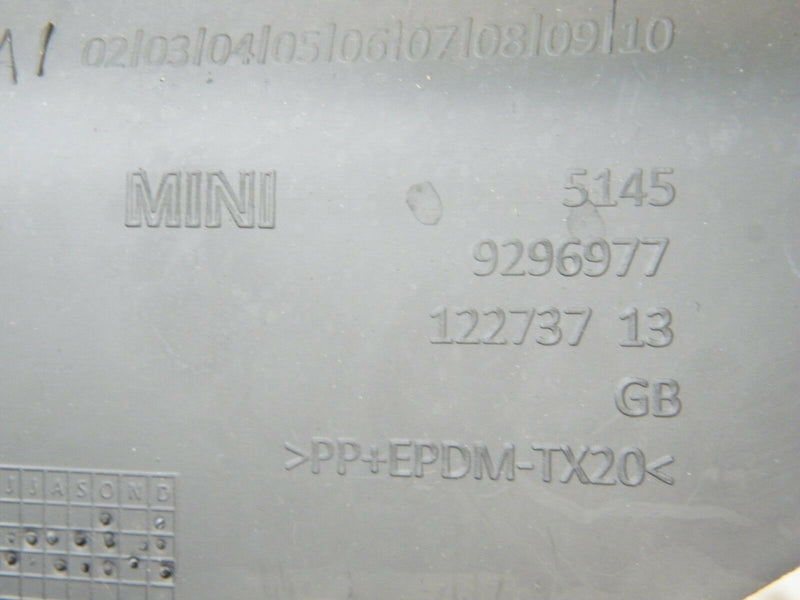 A/ 02/03/04/05/06/07/08/09/10
MINI 5145
9296977
122737 13
GB
>PP+EPDM-TX20<
J J A S O N D